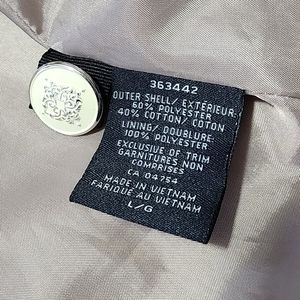 363442
OUTER SHELL/ EXTÉRIEUR:
60% POLYESTER
40% COTTON/ COTON
LINING/ DOUBLURE:
100% POLYESTER
EXCLUSIVE OF TRIM
GARNITURES NON
COMPRISES
CA 04754
MADE IN VIETNAM
FARIQUÉ AU VIETNAM
L/G